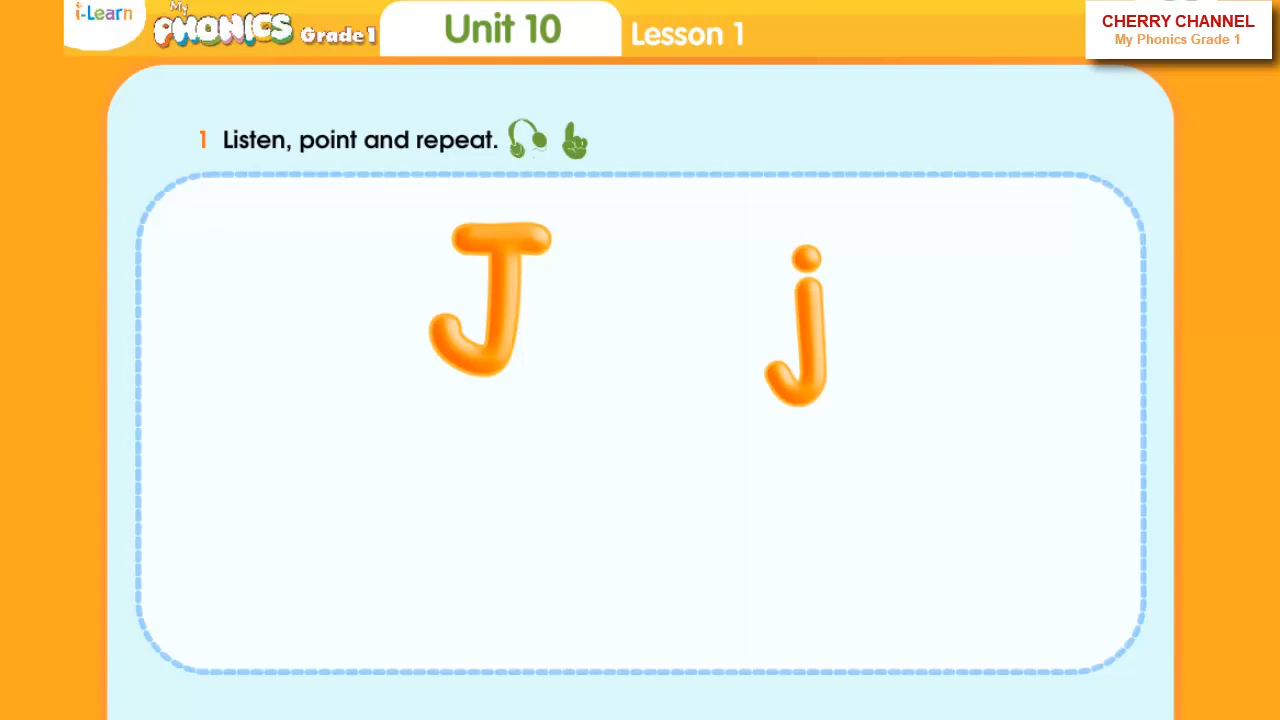 i-Learn
My
PHONICS Grade 1
Unit 10
Lesson 1
CHERRY CHANNEL
My Phonics Grade 1
1 Listen, point and repeat.
J j